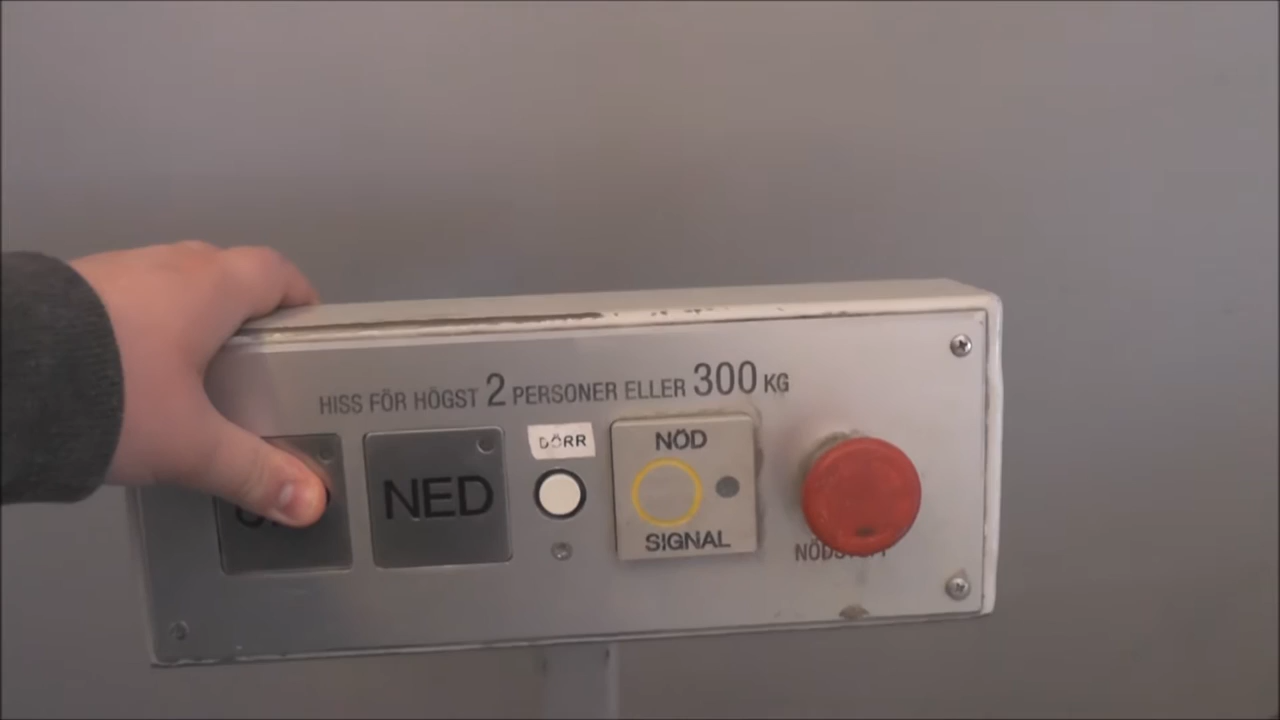 HISS FÖR HÖGST 2 PERSONER ELLER 300 KG
DÖRR
NED
NÖD
SIGNAL